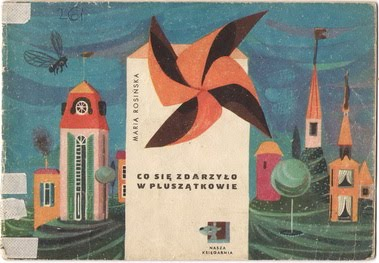 MARIA ROSIŃSKA
CO SIĘ ZDARZYŁO
W PLUSZĄTKOWIE
NASZA
KSIĘGARNIA